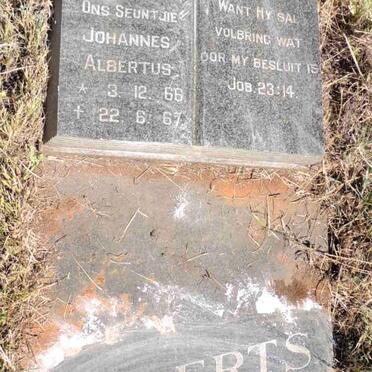 Ons Seuntjie
Johannes
Albertus
* 3.12.66
† 22.6.67
Want Hy sal
volbring wat
oor my besluit is
Job. 23:14
ERTS